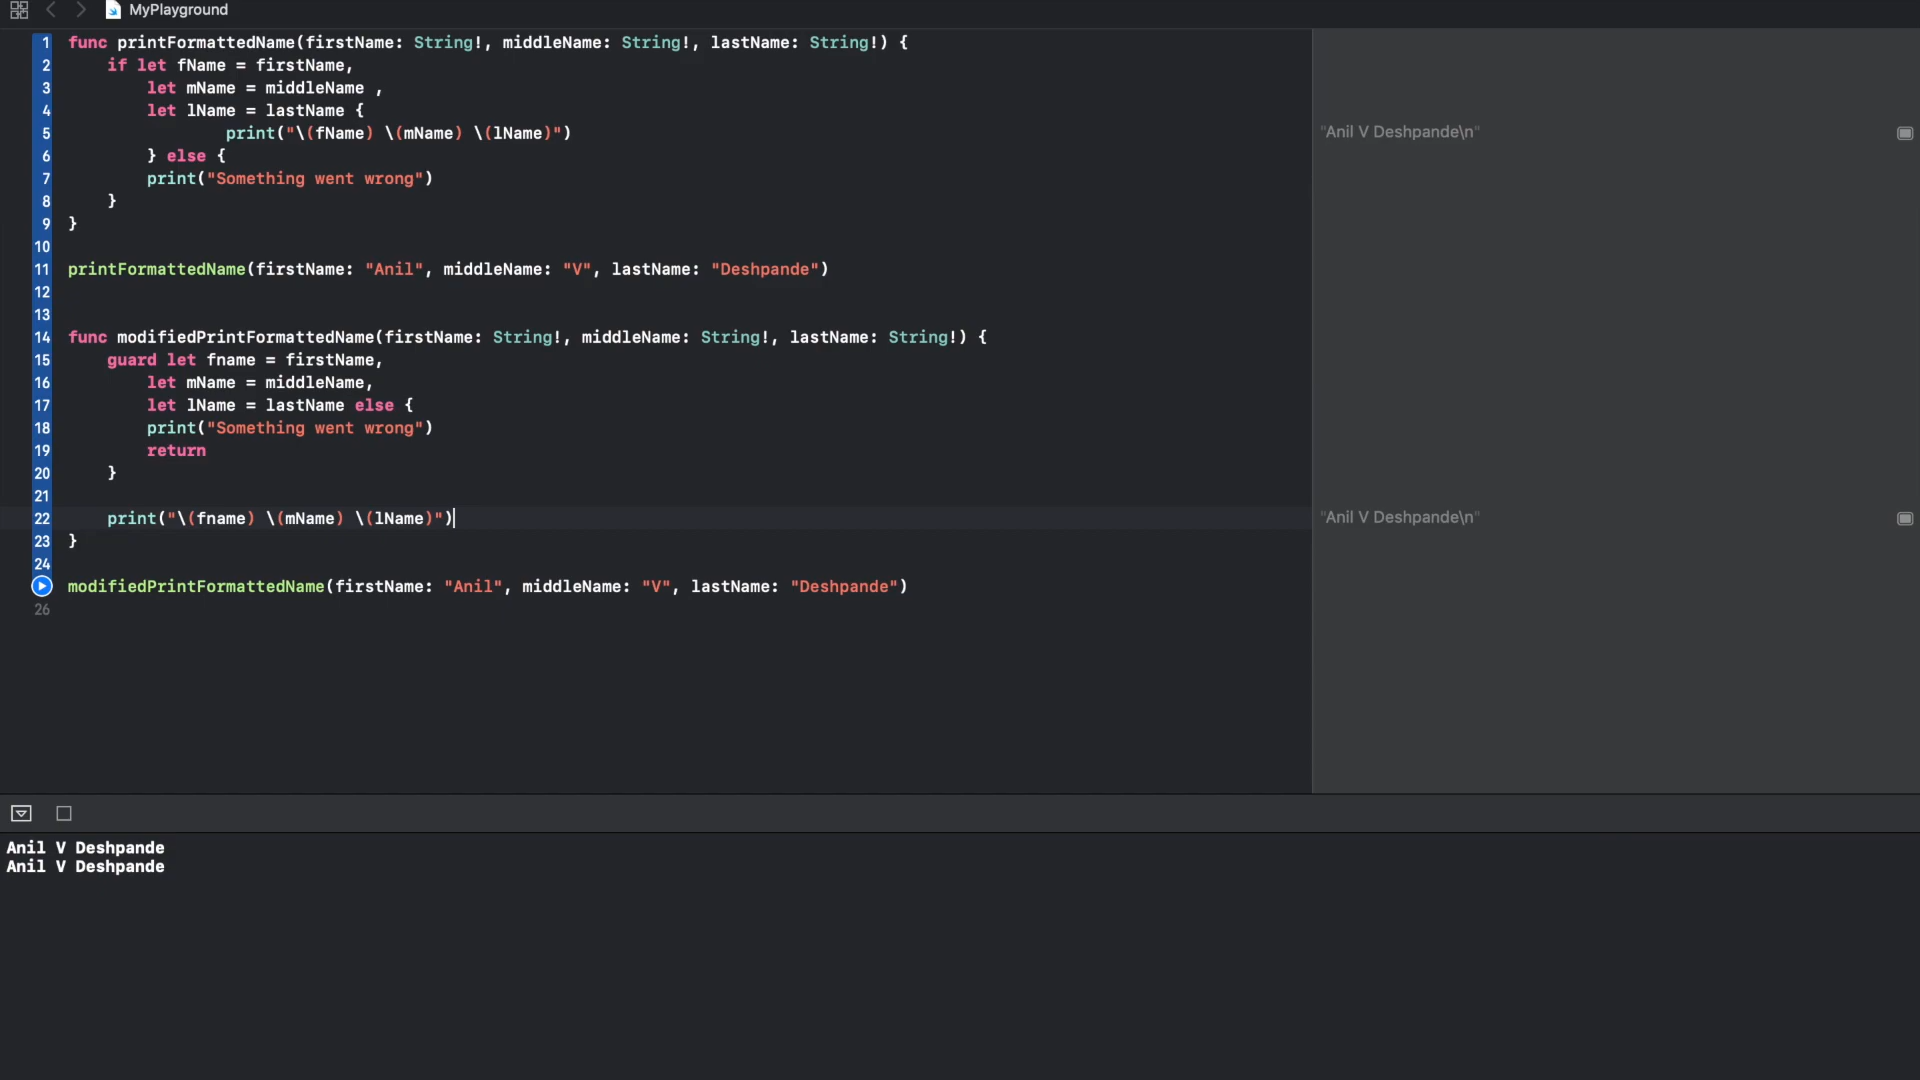 MyPlayground
1 func printFormattedName(firstName: String!, middleName: String!, lastName: String!) {
2 if let fName = firstName,
3 let mName = middleName ,
4 let lName = lastName {
5 print("\(fName) \(mName) \(lName)")
"Anil V Deshpande\n"
6 } else {
7 print("Something went wrong")
8 }
9 }
10
11 printFormattedName(firstName: "Anil", middleName: "V", lastName: "Deshpande")
12
13
14 func modifiedPrintFormattedName(firstName: String!, middleName: String!, lastName: String!) {
15 guard let fname = firstName,
16 let mName = middleName,
17 let lName = lastName else {
18 print("Something went wrong")
19 return
20 }
21
22 print("\(fname) \(mName) \(lName)")
"Anil V Deshpande\n"
23 }
24
modifiedPrintFormattedName(firstName: "Anil", middleName: "V", lastName: "Deshpande")
26
Anil V Deshpande
Anil V Deshpande